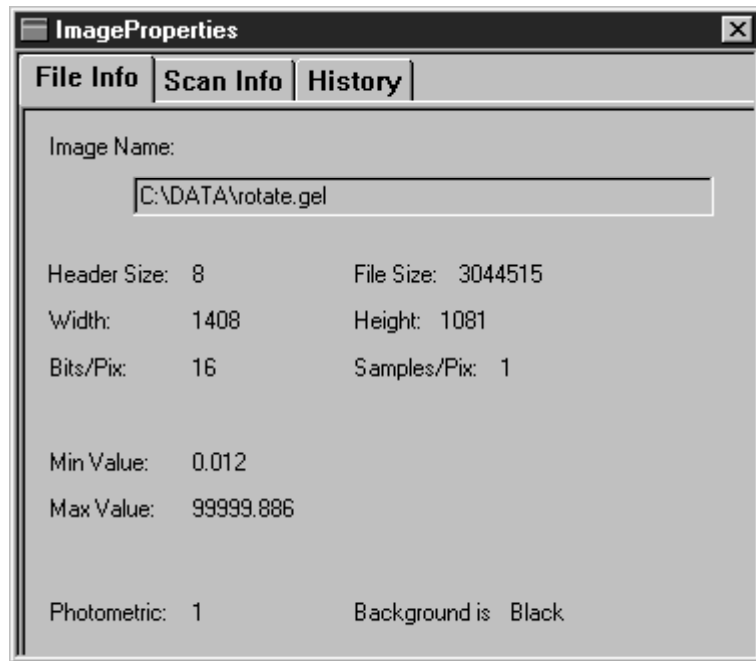 ImageProperties
File Info Scan Info History
Image Name:
C:\DATA\rotate.gel
Header Size: 8 File Size: 3044515
Width: 1408 Height: 1081
Bits/Pix: 16 Samples/Pix: 1
Min Value: 0.012
Max Value: 99999.886
Photometric: 1 Background is Black